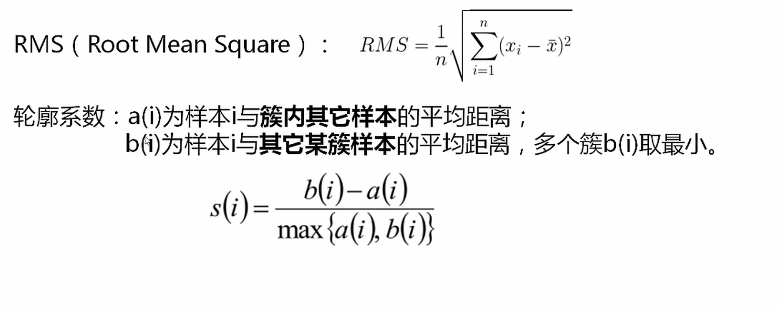 RMS（Root Mean Square）： RMS = \frac{1}{n}\sqrt{\sum_{i=1}^{n}(x_i - \bar{x})^2}
轮廓系数：a(i)为样本i与簇内其它样本的平均距离；
b(i)为样本i与其它某簇样本的平均距离，多个簇b(i)取最小。
s(i) = \frac{b(i)-a(i)}{\max\{a(i), b(i)\}}